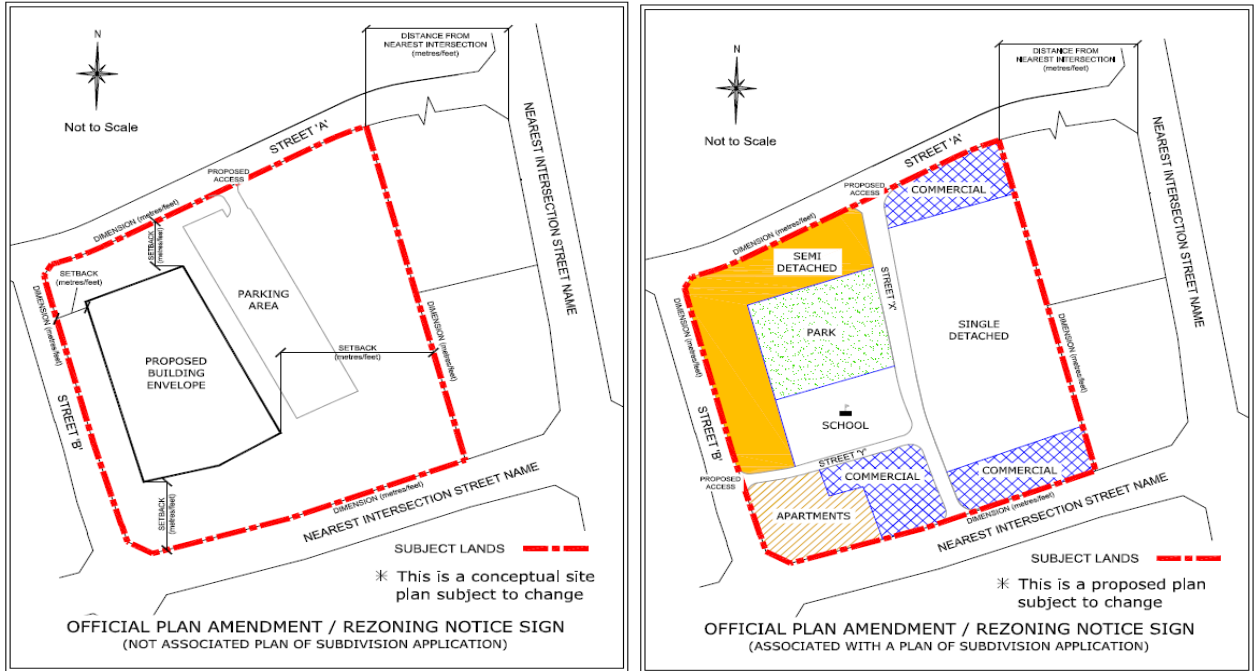 DISTANCE FROM
NEAREST INTERSECTION
(metres/feet)
N
Not to Scale
STREET 'A'
NEAREST INTERSECTION STREET NAME
PROPOSED
ACCESS
DIMENSION (metres/feet)
SETBACK
(metres/feet)
SETBACK
(metres/feet)
DIMENSION (metres/feet)
PARKING
AREA
DIMENSION (metres/feet)
SETBACK
(metres/feet)
PROPOSED
BUILDING
ENVELOPE
STREET 'B'
SETBACK
(metres/feet)
DIMENSION (metres/feet)
NEAREST INTERSECTION STREET NAME
SUBJECT LANDS
✳ This is a conceptual site
plan subject to change
OFFICIAL PLAN AMENDMENT / REZONING NOTICE SIGN
(NOT ASSOCIATED PLAN OF SUBDIVISION APPLICATION)
DISTANCE FROM
NEAREST INTERSECTION
(metres/feet)
N
Not to Scale
STREET 'A'
NEAREST INTERSECTION STREET NAME
PROPOSED
ACCESS
COMMERCIAL
DIMENSION (metres/feet)
SEMI
DETACHED
STREET 'X'
DIMENSION (metres/feet)
PARK
SINGLE
DETACHED
DIMENSION (metres/feet)
STREET 'B'
SCHOOL
STREET 'Y'
PROPOSED
ACCESS
COMMERCIAL
COMMERCIAL
APARTMENTS
DIMENSION (metres/feet)
NEAREST INTERSECTION STREET NAME
SUBJECT LANDS
✳ This is a proposed plan
subject to change
OFFICIAL PLAN AMENDMENT / REZONING NOTICE SIGN
(ASSOCIATED WITH A PLAN OF SUBDIVISION APPLICATION)